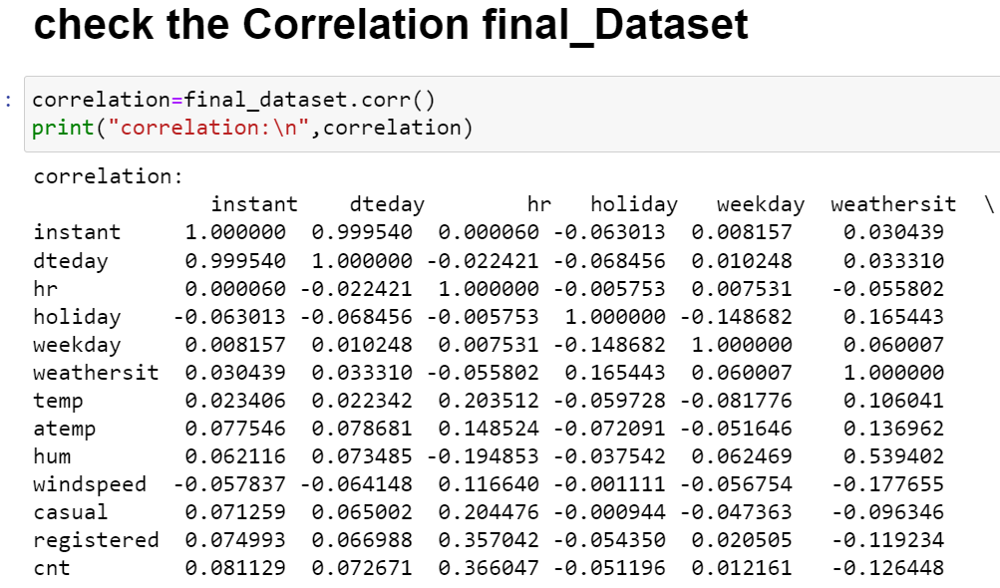 check the Correlation final_Dataset
: correlation=final_dataset.corr()
print("correlation:\n",correlation)
correlation:
instant dteday hr holiday weekday weathersit \
instant 1.000000 0.999540 0.000060 -0.063013 0.008157 0.030439
dteday 0.999540 1.000000 -0.022421 -0.068456 0.010248 0.033310
hr 0.000060 -0.022421 1.000000 -0.005753 0.007531 -0.055802
holiday -0.063013 -0.068456 -0.005753 1.000000 -0.148682 0.165443
weekday 0.008157 0.010248 0.007531 -0.148682 1.000000 0.060007
weathersit 0.030439 0.033310 -0.055802 0.165443 0.060007 1.000000
temp 0.023406 0.022342 0.203512 -0.059728 -0.081776 0.106041
atemp 0.077546 0.078681 0.148524 -0.072091 -0.051646 0.136962
hum 0.062116 0.073485 -0.194853 -0.037542 0.062469 0.539402
windspeed -0.057837 -0.064148 0.116640 -0.001111 -0.056754 -0.177655
casual 0.071259 0.065002 0.204476 -0.000944 -0.047363 -0.096346
registered 0.074993 0.066988 0.357042 -0.054350 0.020505 -0.119234
cnt 0.081129 0.072671 0.366047 -0.051196 0.012161 -0.126448